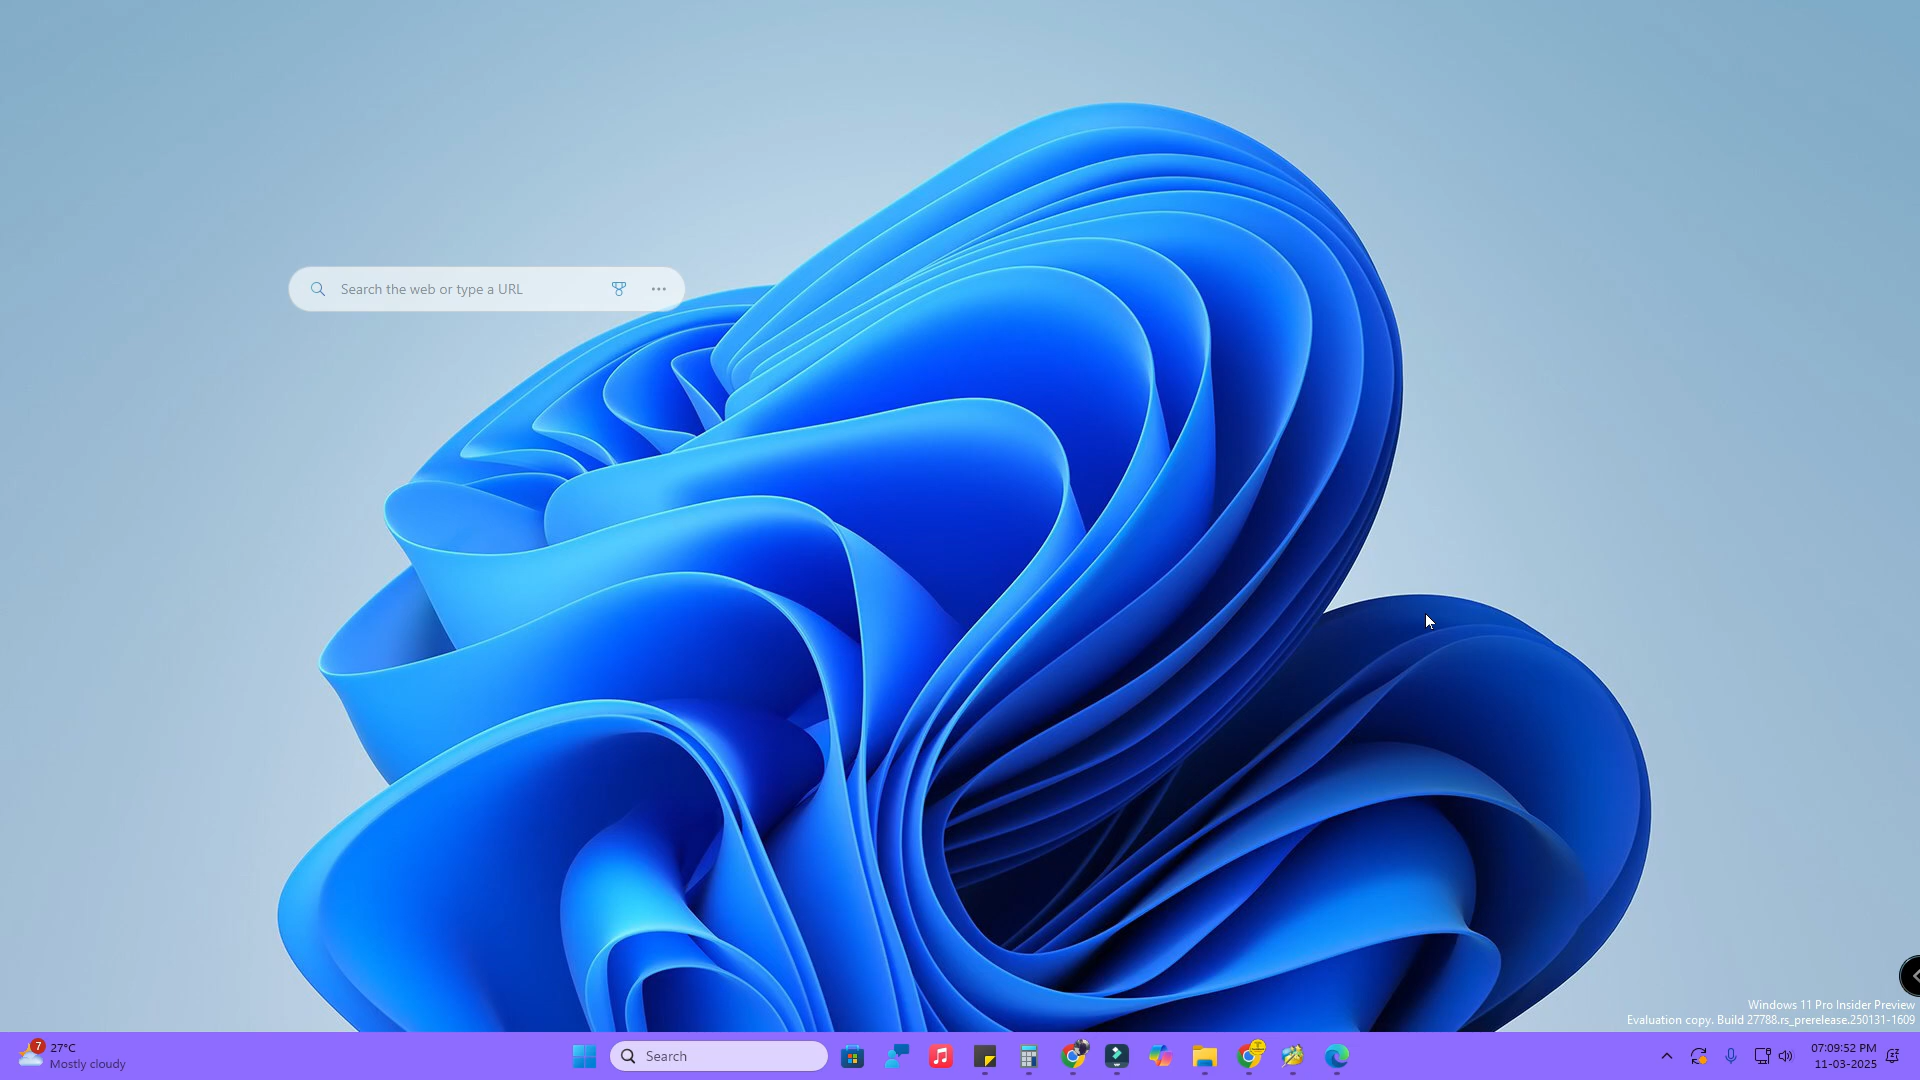 Search the web or type a URL
Windows 11 Pro Insider Preview
Evaluation copy. Build 27788.rs_prerelease.250131-1609
7
27°C
Mostly cloudy
Search
07:09:52 PM
11-03-2025